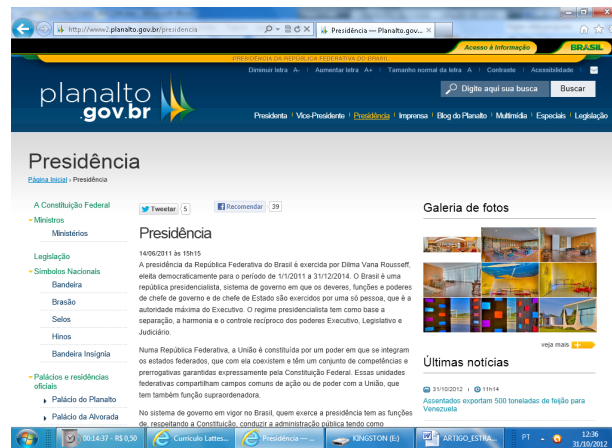 http://www2.planalto.gov.br/presidencia
Presidência — Planalto.gov...
Acesso à Informação
BRASIL
PRESIDÊNCIA DA REPÚBLICA FEDERATIVA DO BRASIL
Diminuir letra A- | Aumentar letra A+ | Tamanho normal da letra A | Contraste | Acessibilidade
planalto
.gov.br
Digite aqui sua busca
Buscar
Presidenta | Vice-Presidente | Presidência | Imprensa | Blog do Planalto | Multimídia | Especiais | Legislação
Presidência
Página Inicial › Presidência
A Constituição Federal
Ministros
Ministérios
Legislação
Símbolos Nacionais
Bandeira
Brasão
Selos
Hinos
Bandeira Insígnia
Palácios e residências
oficiais
Palácio do Planalto
Palácio da Alvorada
Tweetar 5
Recomendar 39
Presidência
14/06/2011 às 15h15
A presidência da República Federativa do Brasil é exercida por Dilma Vana Rousseff,
eleita democraticamente para o período de 1/1/2011 a 31/12/2014. O Brasil é uma
república presidencialista, sistema de governo em que os deveres, funções e poderes
de chefe de governo e de chefe de Estado são exercidos por uma só pessoa, que é a
autoridade máxima do Executivo. O regime presidencialista tem como base a
separação, a harmonia e o controle recíproco dos poderes Executivo, Legislativo e
Judiciário.
Numa República Federativa, a União é constituída por um poder em que se integram
os estados federados, que com ela coexistem e têm um conjunto de competências e
prerrogativas garantidas expressamente pela Constituição Federal. Essas unidades
federativas compartilham campos comuns de ação ou de poder com a União, que
tem também função supraordenadora.
No sistema de governo em vigor no Brasil, quem exerce a presidência tem as funções
de, respeitando a Constituição, conduzir a administração pública tendo como
Galeria de fotos
veja mais
Últimas notícias
31/10/2012 | 11h14
Assentados exportam 500 toneladas de feijão para
Venezuela
00:14:37 - R$ 0,50
Currículo Lattes...
Presidência — ...
KINGSTON (E:)
ARTIGO_ESTRA...
PT
12:36
31/10/2012